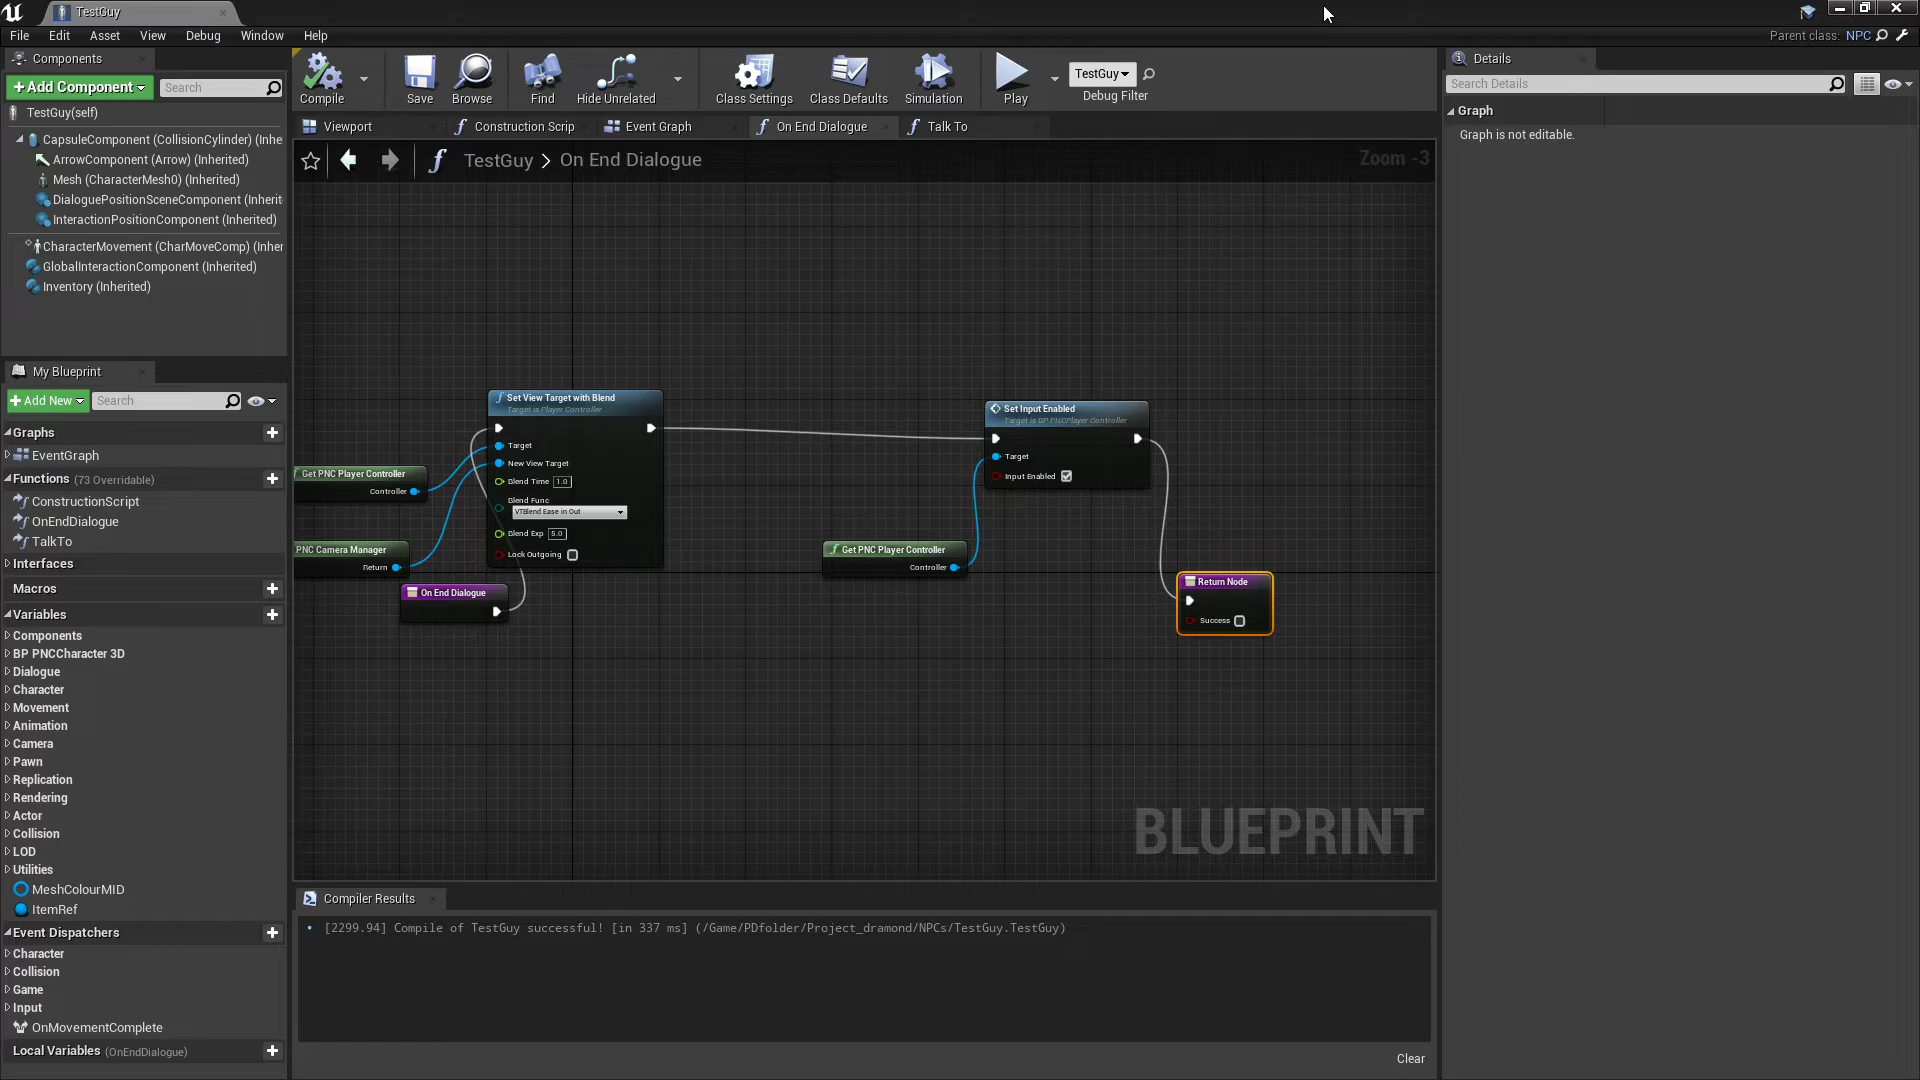 TestGuy
File Edit Asset View Debug Window Help
Parent class: NPC
Components
+Add Component
Search
TestGuy(self)
CapsuleComponent (CollisionCylinder) (Inhe
ArrowComponent (Arrow) (Inherited)
Mesh (CharacterMesh0) (Inherited)
DialoguePositionSceneComponent (Inherit
InteractionPositionComponent (Inherited)
CharacterMovement (CharMoveComp) (Inher
GlobalInteractionComponent (Inherited)
Inventory (Inherited)
My Blueprint
+Add New
Search
Graphs
EventGraph
Functions (73 Overridable)
ConstructionScript
OnEndDialogue
TalkTo
Interfaces
Macros
Variables
Components
BP PNCCharacter 3D
Dialogue
Character
Movement
Animation
Camera
Pawn
Replication
Rendering
Actor
Collision
LOD
Utilities
MeshColourMID
ItemRef
Event Dispatchers
Character
Collision
Game
Input
OnMovementComplete
Local Variables (OnEndDialogue)
Compile Save Browse Find Hide Unrelated Class Settings Class Defaults Simulation Play
TestGuy
Debug Filter
Viewport Construction Scrip Event Graph On End Dialogue Talk To
TestGuy > On End Dialogue
Zoom -3
Set View Target with Blend
Target is Player Controller
Target
New View Target
Blend Time 1.0
Blend Func
VTBlend Ease in Out
Blend Exp 5.0
Lock Outgoing
Get PNC Player Controller
Controller
PNC Camera Manager
Return
On End Dialogue
Set Input Enabled
Target is BP PNCPlayer Controller
Target
Input Enabled
Get PNC Player Controller
Controller
Return Node
Success
BLUEPRINT
Compiler Results
[2299.94] Compile of TestGuy successful! [in 337 ms] (/Game/PDfolder/Project_dramond/NPCs/TestGuy.TestGuy)
Clear
Details
Search Details
Graph
Graph is not editable.